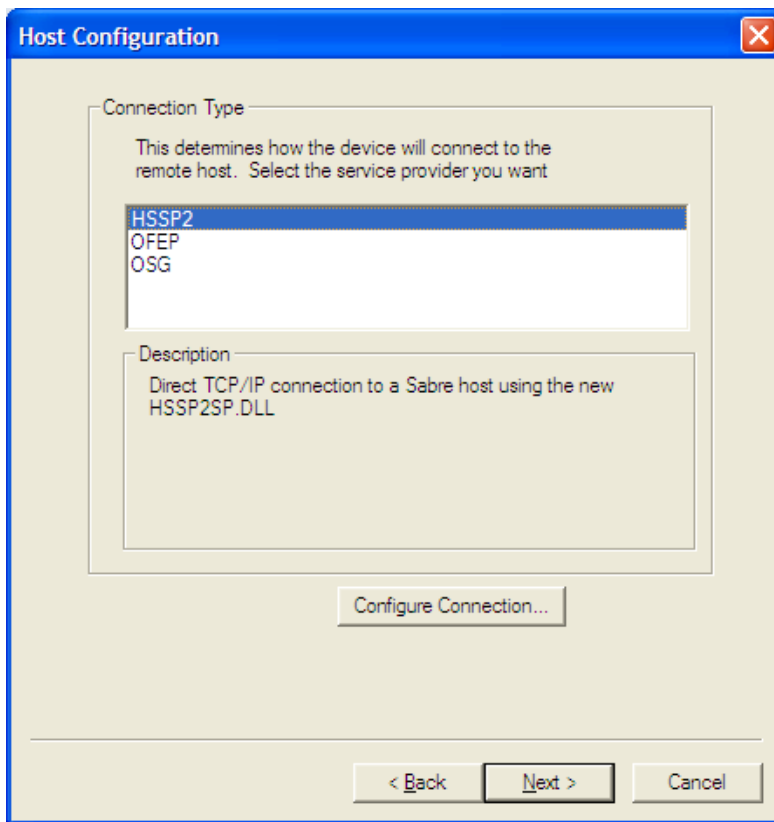 Host Configuration
Connection Type
This detemines how the device will connect to the
remote host.  Select the service provider you want
HSSP2
OFEP
OSG
Description
Direct TCP/IP connection to a Sabre host using the new
HSSP2SP.DLL
Configure Connection...
< Back
Next >
Cancel